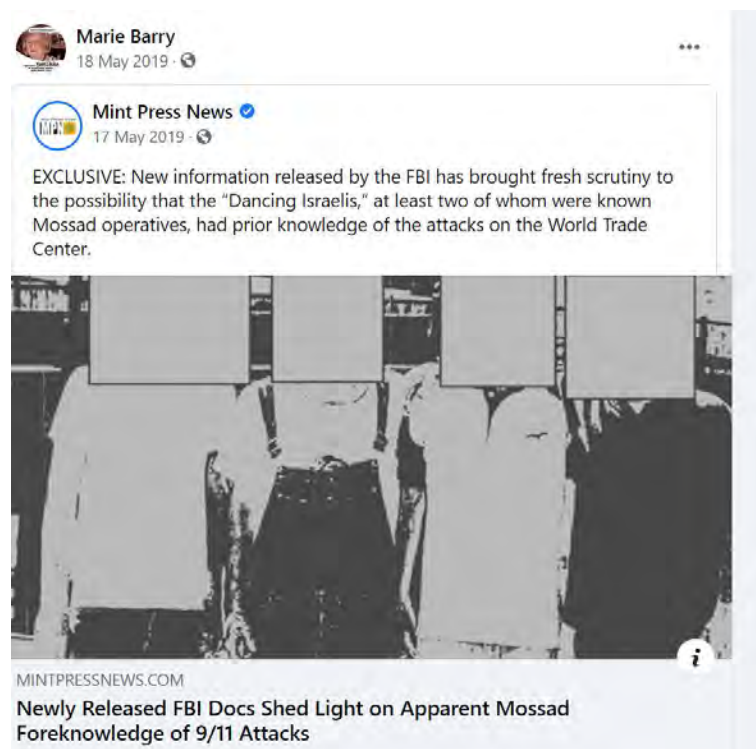 Marie Barry
18 May 2019
Mint Press News
17 May 2019
MPN
EXCLUSIVE: New information released by the FBI has brought fresh scrutiny to
the possibility that the “Dancing Israelis,” at least two of whom were known
Mossad operatives, had prior knowledge of the attacks on the World Trade
Center.
i
MINTPRESSNEWS.COM
Newly Released FBI Docs Shed Light on Apparent Mossad
Foreknowledge of 9/11 Attacks